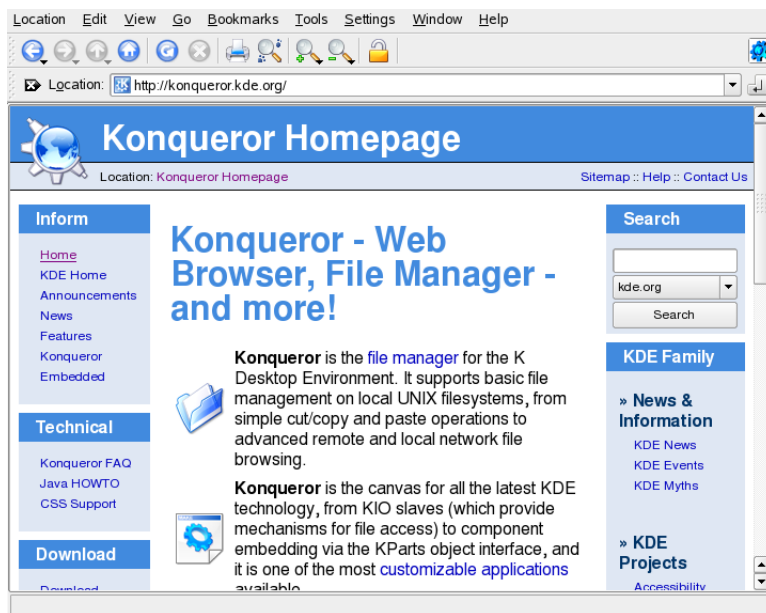 Location Edit View Go Bookmarks Tools Settings Window Help
Location: http://konqueror.kde.org/
Konqueror Homepage
Location: Konqueror Homepage
Sitemap :: Help :: Contact Us
Inform
Home
KDE Home
Announcements
News
Features
Konqueror
Embedded
Technical
Konqueror FAQ
Java HOWTO
CSS Support
Download
Download
Konqueror - Web
Browser, File Manager -
and more!
Konqueror is the file manager for the K
Desktop Environment. It supports basic file
management on local UNIX filesystems, from
simple cut/copy and paste operations to
advanced remote and local network file
browsing.
Konqueror is the canvas for all the latest KDE
technology, from KIO slaves (which provide
mechanisms for file access) to component
embedding via the KParts object interface, and
it is one of the most customizable applications
available.
Search
kde.org
Search
KDE Family
» News &
Information
KDE News
KDE Events
KDE Myths
» KDE
Projects
Accessibility